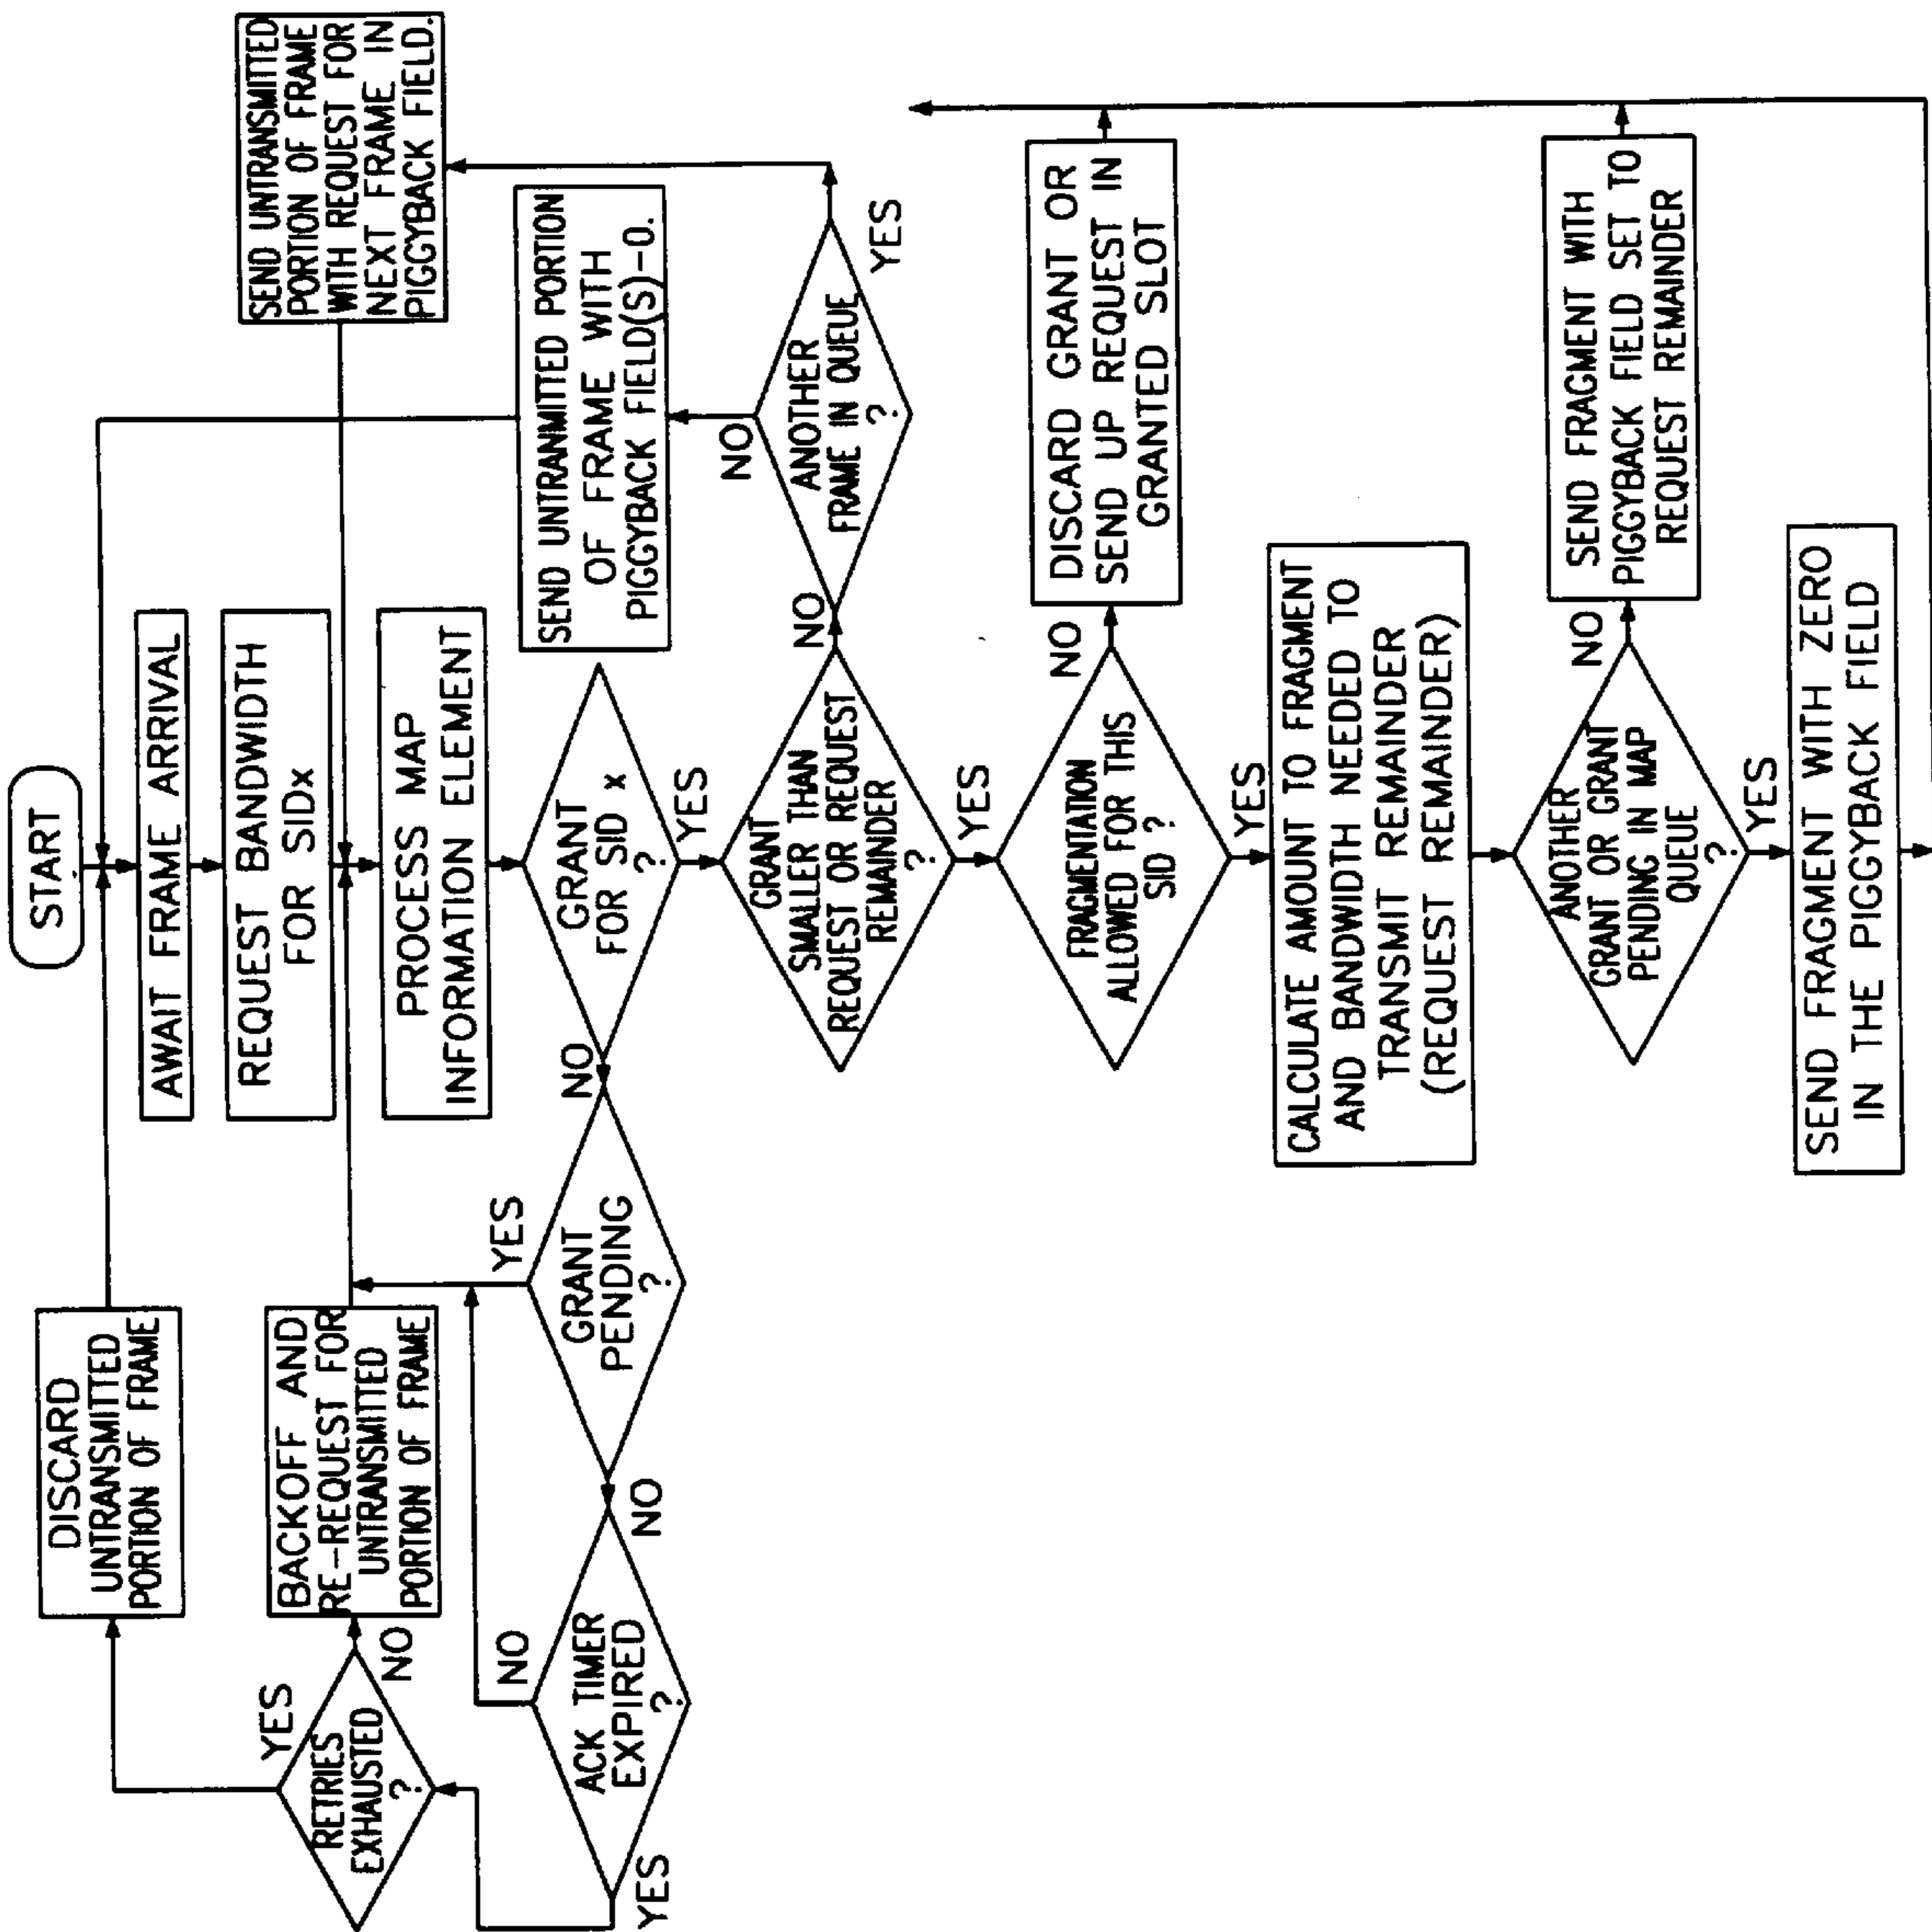 START
AWAIT FRAME ARRIVAL
REQUEST BANDWIDTH
FOR SIDx
PROCESS MAP
INFORMATION ELEMENT
GRANT
FOR SID x
?
YES
NO
GRANT
PENDING
?
YES
NO
ACK TIMER
EXPIRED
?
NO
YES
RETRIES
EXHAUSTED
?
YES
NO
DISCARD
UNTRANSMITTED
PORTION OF FRAME
BACKOFF AND
RE-REQUEST FOR
UNTRANSMITTED
PORTION OF FRAME
GRANT
SMALLER THAN
REQUEST OR REQUEST
REMAINDER
?
NO
YES
ANOTHER
FRAME IN QUEUE
?
NO
YES
SEND UNTRANMITTED PORTION
OF FRAME WITH
PIGGYBACK FIELD(S)-0.
SEND UNTRANSMITTED
PORTION OF FRAME
WITH REQUEST FOR
NEXT FRAME IN
PIGGYBACK FIELD.
FRAGMENTATION
ALLOWED FOR THIS
SID ?
NO
YES
DISCARD GRANT OR
SEND UP REQUEST IN
GRANTED SLOT
CALCULATE AMOUNT TO FRAGMENT
AND BANDWIDTH NEEDED TO
TRANSMIT REMAINDER
(REQUEST REMAINDER)
ANOTHER
GRANT OR GRANT
PENDING IN MAP
QUEUE
?
NO
YES
SEND FRAGMENT WITH
PIGGYBACK FIELD SET TO
REQUEST REMAINDER
SEND FRAGMENT WITH ZERO
IN THE PIGGYBACK FIELD